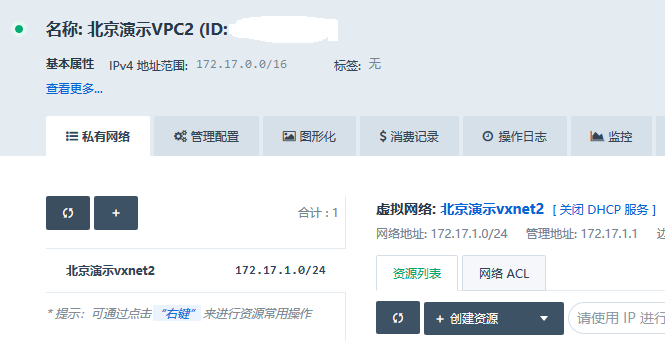 名称: 北京演示VPC2 (ID:
基本属性 IPv4 地址范围: 172.17.0.0/16 标签: 无
查看更多...
私有网络 管理配置 图形化 $ 消费记录 操作日志 监控
合计 : 1
北京演示vxnet2 172.17.1.0/24
* 提示：可通过点击 “右键” 来进行资源常用操作
虚拟网络: 北京演示vxnet2 [ 关闭 DHCP 服务 ]
网络地址: 172.17.1.0/24 管理地址: 172.17.1.1
资源列表 网络 ACL
+ 创建资源 请使用 IP 进行